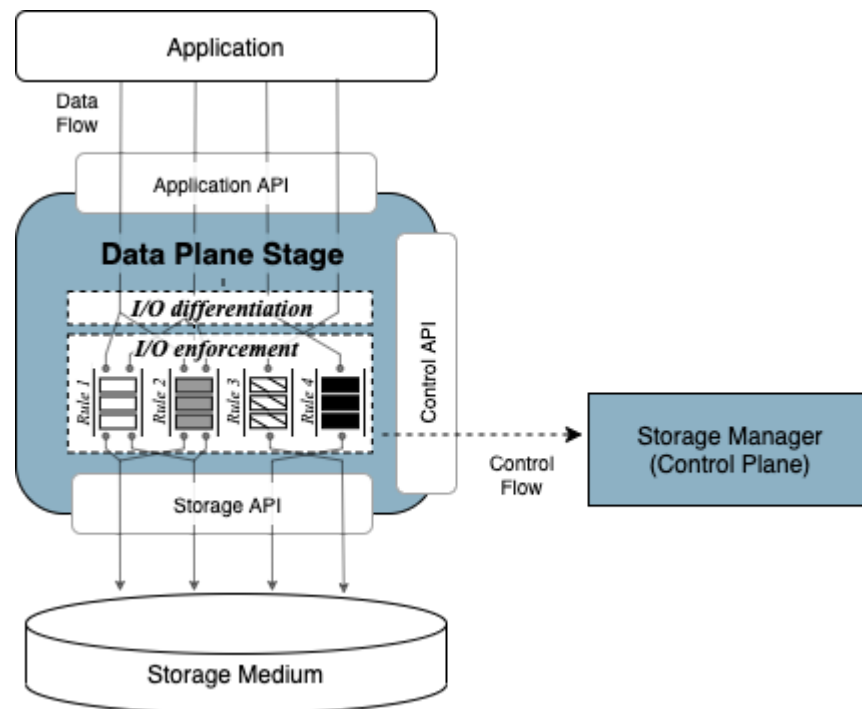 Application
Data
Flow
Application API
Data Plane Stage
I/O differentiation
I/O enforcement
Rule 1
Rule 2
Rule 3
Rule 4
Control API
Storage Manager
(Control Plane)
Control
Flow
Storage API
Storage Medium